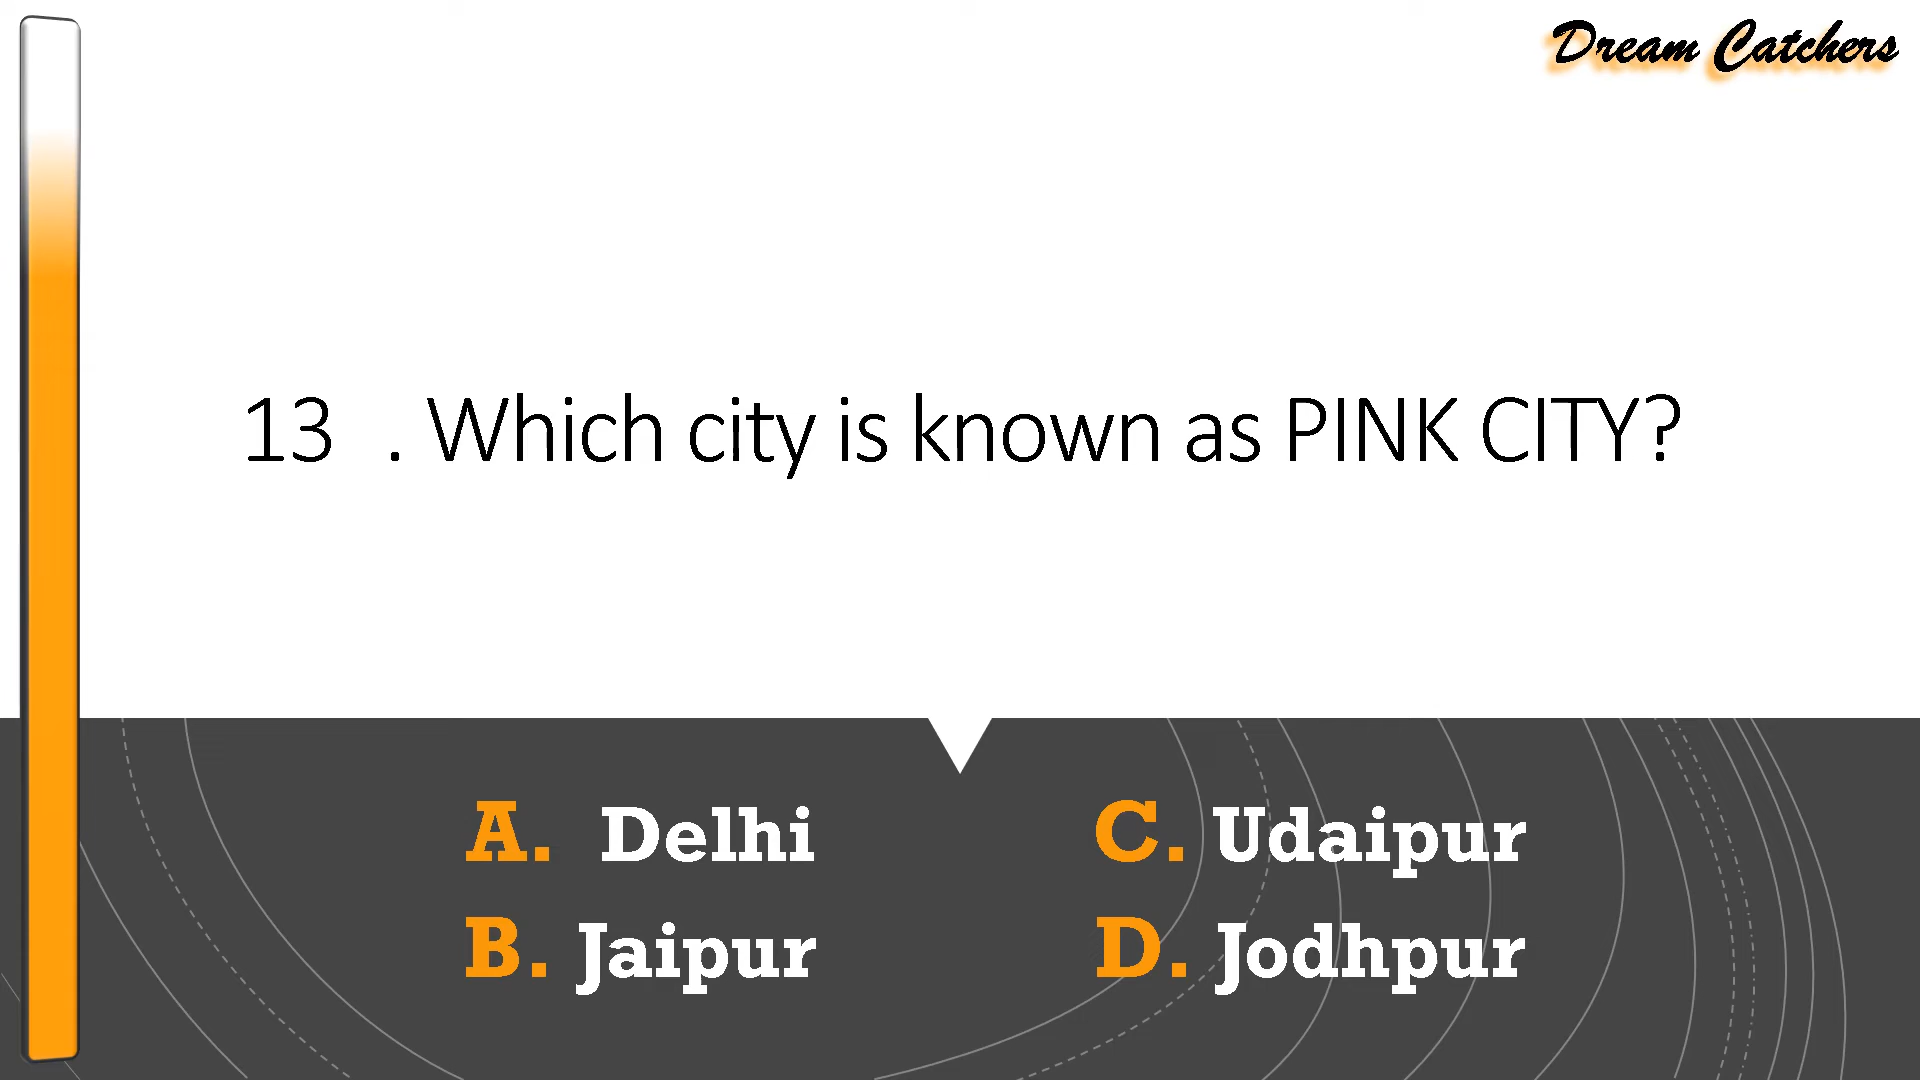 Dream Catchers
13 . Which city is known as PINK CITY?
A. Delhi
B. Jaipur
C. Udaipur
D. Jodhpur